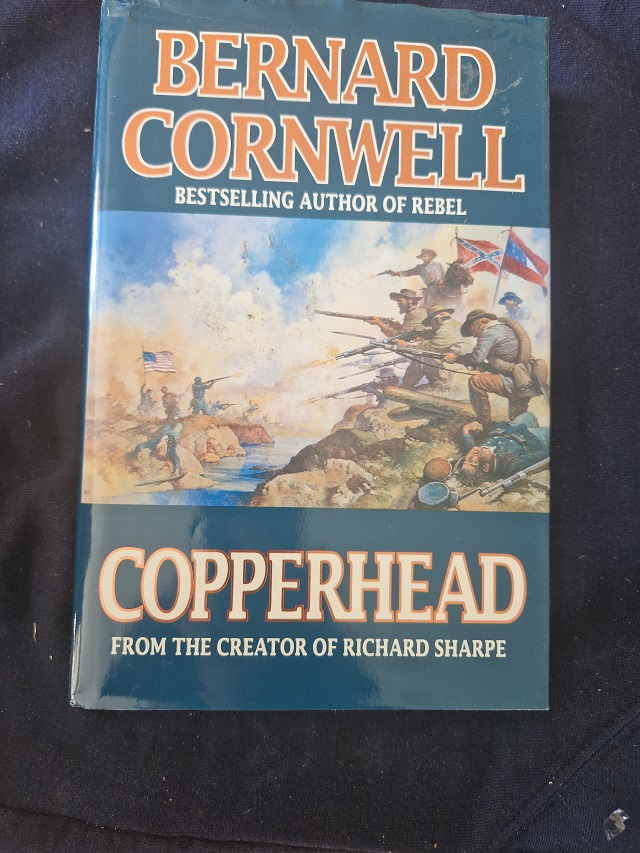 BERNARD
CORNWELL
BESTSELLING AUTHOR OF REBEL
COPPERHEAD
FROM THE CREATOR OF RICHARD SHARPE